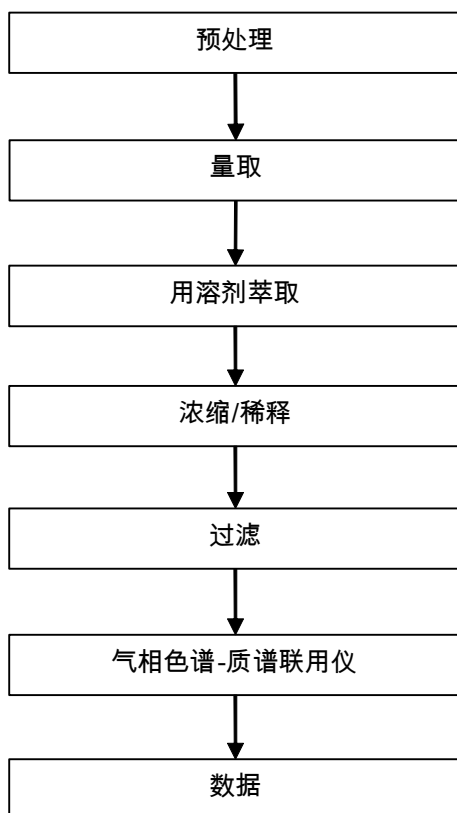 预处理
量取
用溶剂萃取
浓缩/稀释
过滤
气相色谱-质谱联用仪
数据